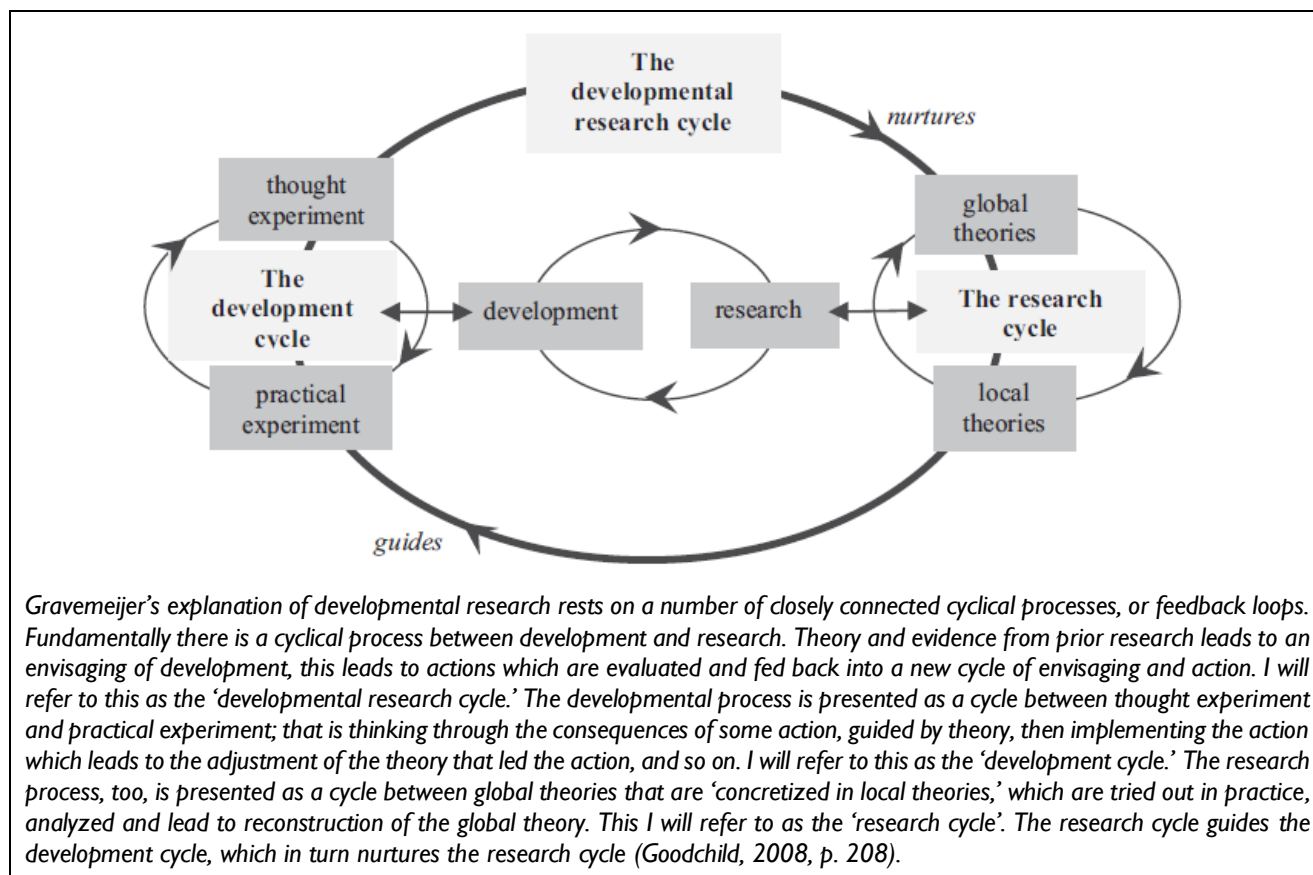 The
developmental
research cycle
nurtures
thought
experiment
global
theories
The
development
cycle
development
research
The research
cycle
practical
experiment
local
theories
guides
Gravemeijer’s explanation of developmental research rests on a number of closely connected cyclical processes, or feedback loops.
Fundamentally there is a cyclical process between development and research. Theory and evidence from prior research leads to an
envisaging of development, this leads to actions which are evaluated and fed back into a new cycle of envisaging and action. I will
refer to this as the ‘developmental research cycle.’ The developmental process is presented as a cycle between thought experiment
and practical experiment; that is thinking through the consequences of some action, guided by theory, then implementing the action
which leads to the adjustment of the theory that led the action, and so on. I will refer to this as the ‘development cycle.’ The research
process, too, is presented as a cycle between global theories that are ‘concretized in local theories,’ which are tried out in practice,
analyzed and lead to reconstruction of the global theory. This I will refer to as the ‘research cycle’. The research cycle guides the
development cycle, which in turn nurtures the research cycle (Goodchild, 2008, p. 208).